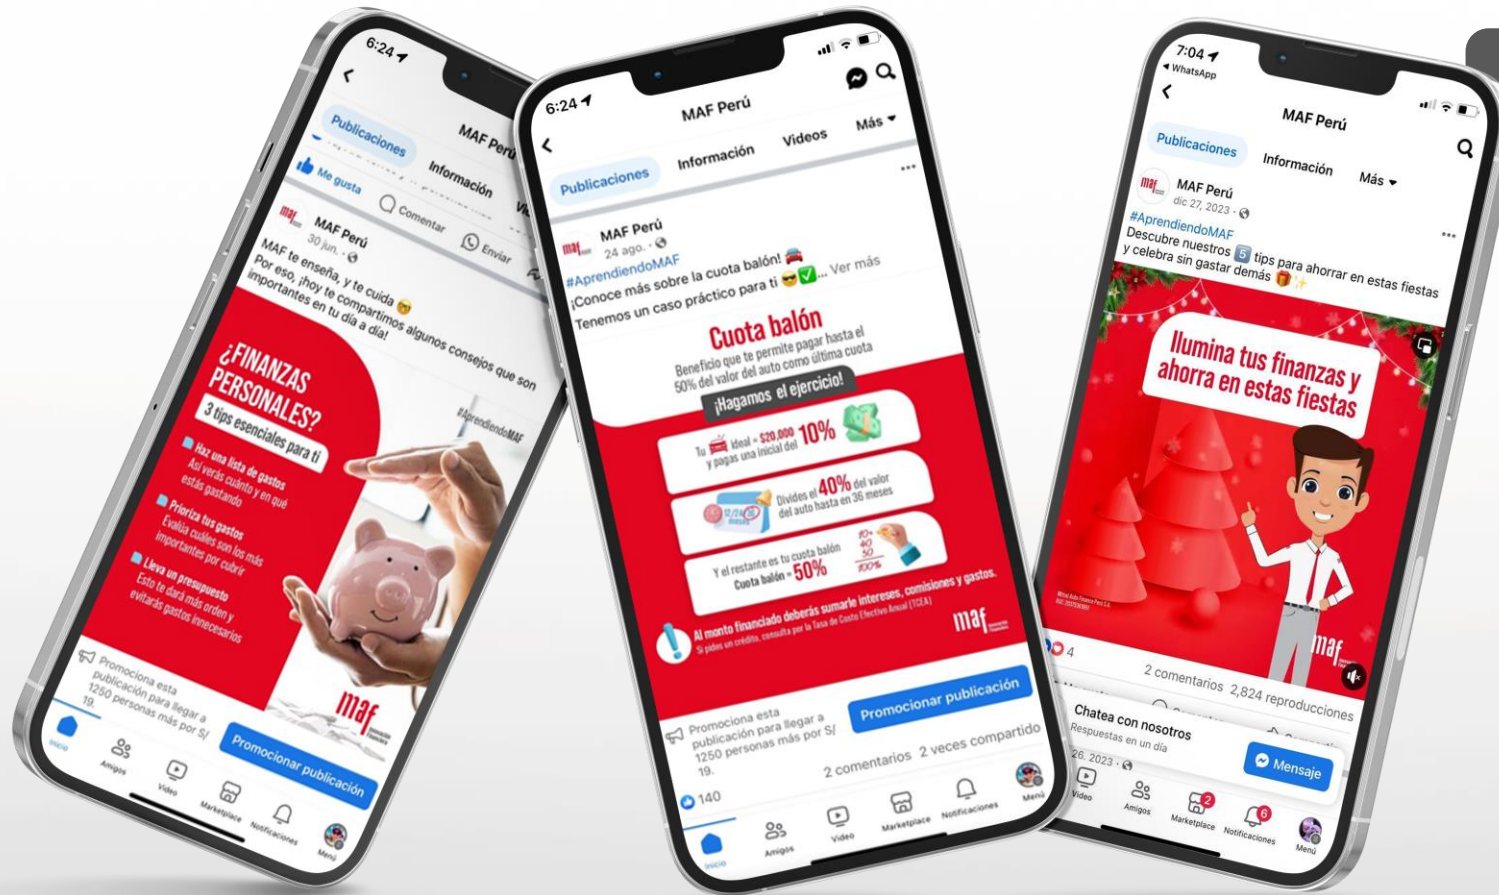 6:24
MAF Perú
Publicaciones
Información
Me gusta
Comentar
Enviar
maf
MAF Perú
30 jun.
MAF te enseña, y te cuida
Por eso, ¡hoy te compartimos algunos consejos que son
importantes en tu día a día!
#AprendiendoMAF
¿FINANZAS
PERSONALES?
3 tips esenciales para ti
Haz una lista de gastos
Así verás cuánto y en qué
estás gastando
Prioriza tus gastos
Evalúa cuáles son los más
importantes por cubrir
Lleva un presupuesto
Esto te dará más orden y
evitarás gastos innecesarios
maf
Promociona esta
publicación para llegar a
1250 personas más por S/
19.
Promocionar publicación
Inicio
Amigos
Video
Marketplace
Notificaciones
Menú
6:24
MAF Perú
Publicaciones
Información
Videos
Más
maf
MAF Perú
24 ago.
#AprendiendoMAF
¡Conoce más sobre la cuota balón!
Tenemos un caso práctico para ti ... Ver más
Cuota balón
Beneficio que te permite pagar hasta el
50% del valor del auto como última cuota
¡Hagamos el ejercicio!
Tu ideal = $20,000
y pagas una inicial del 10%
Divides el 40% del valor
del auto hasta en 36 meses
Y el restante es tu cuota balón
Cuota balón = 50%
10+
40
50
100%
Al monto financiado deberás sumarle intereses, comisiones y gastos.
Si pides un crédito, consulta por la Tasa de Costo Efectivo Anual (TCEA)
maf
Promociona esta
publicación para llegar a
1250 personas más por S/
19.
Promocionar publicación
140
2 comentarios 2 veces compartido
Inicio
Amigos
Video
Marketplace
Notificaciones
Menú
7:04
WhatsApp
MAF Perú
Publicaciones
Información
Más
maf
MAF Perú
dic 27, 2023
#AprendiendoMAF
Descubre nuestros 5 tips para ahorrar en estas fiestas
y celebra sin gastar demás
Ilumina tus finanzas y
ahorra en estas fiestas
maf
4
2 comentarios 2,824 reproducciones
Chatea con nosotros
Respuestas en un día
Mensaje
26, 2023
Video
Amigos
Marketplace
2
Notificaciones
6
Menú